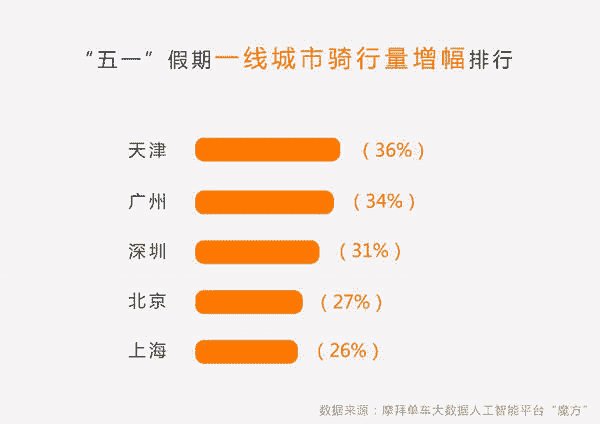 “五一”假期一线城市骑行量增幅排行
天津 （36%）
广州 （34%）
深圳 （31%）
北京 （27%）
上海 （26%）
数据来源：摩拜单车大数据人工智能平台“魔方”